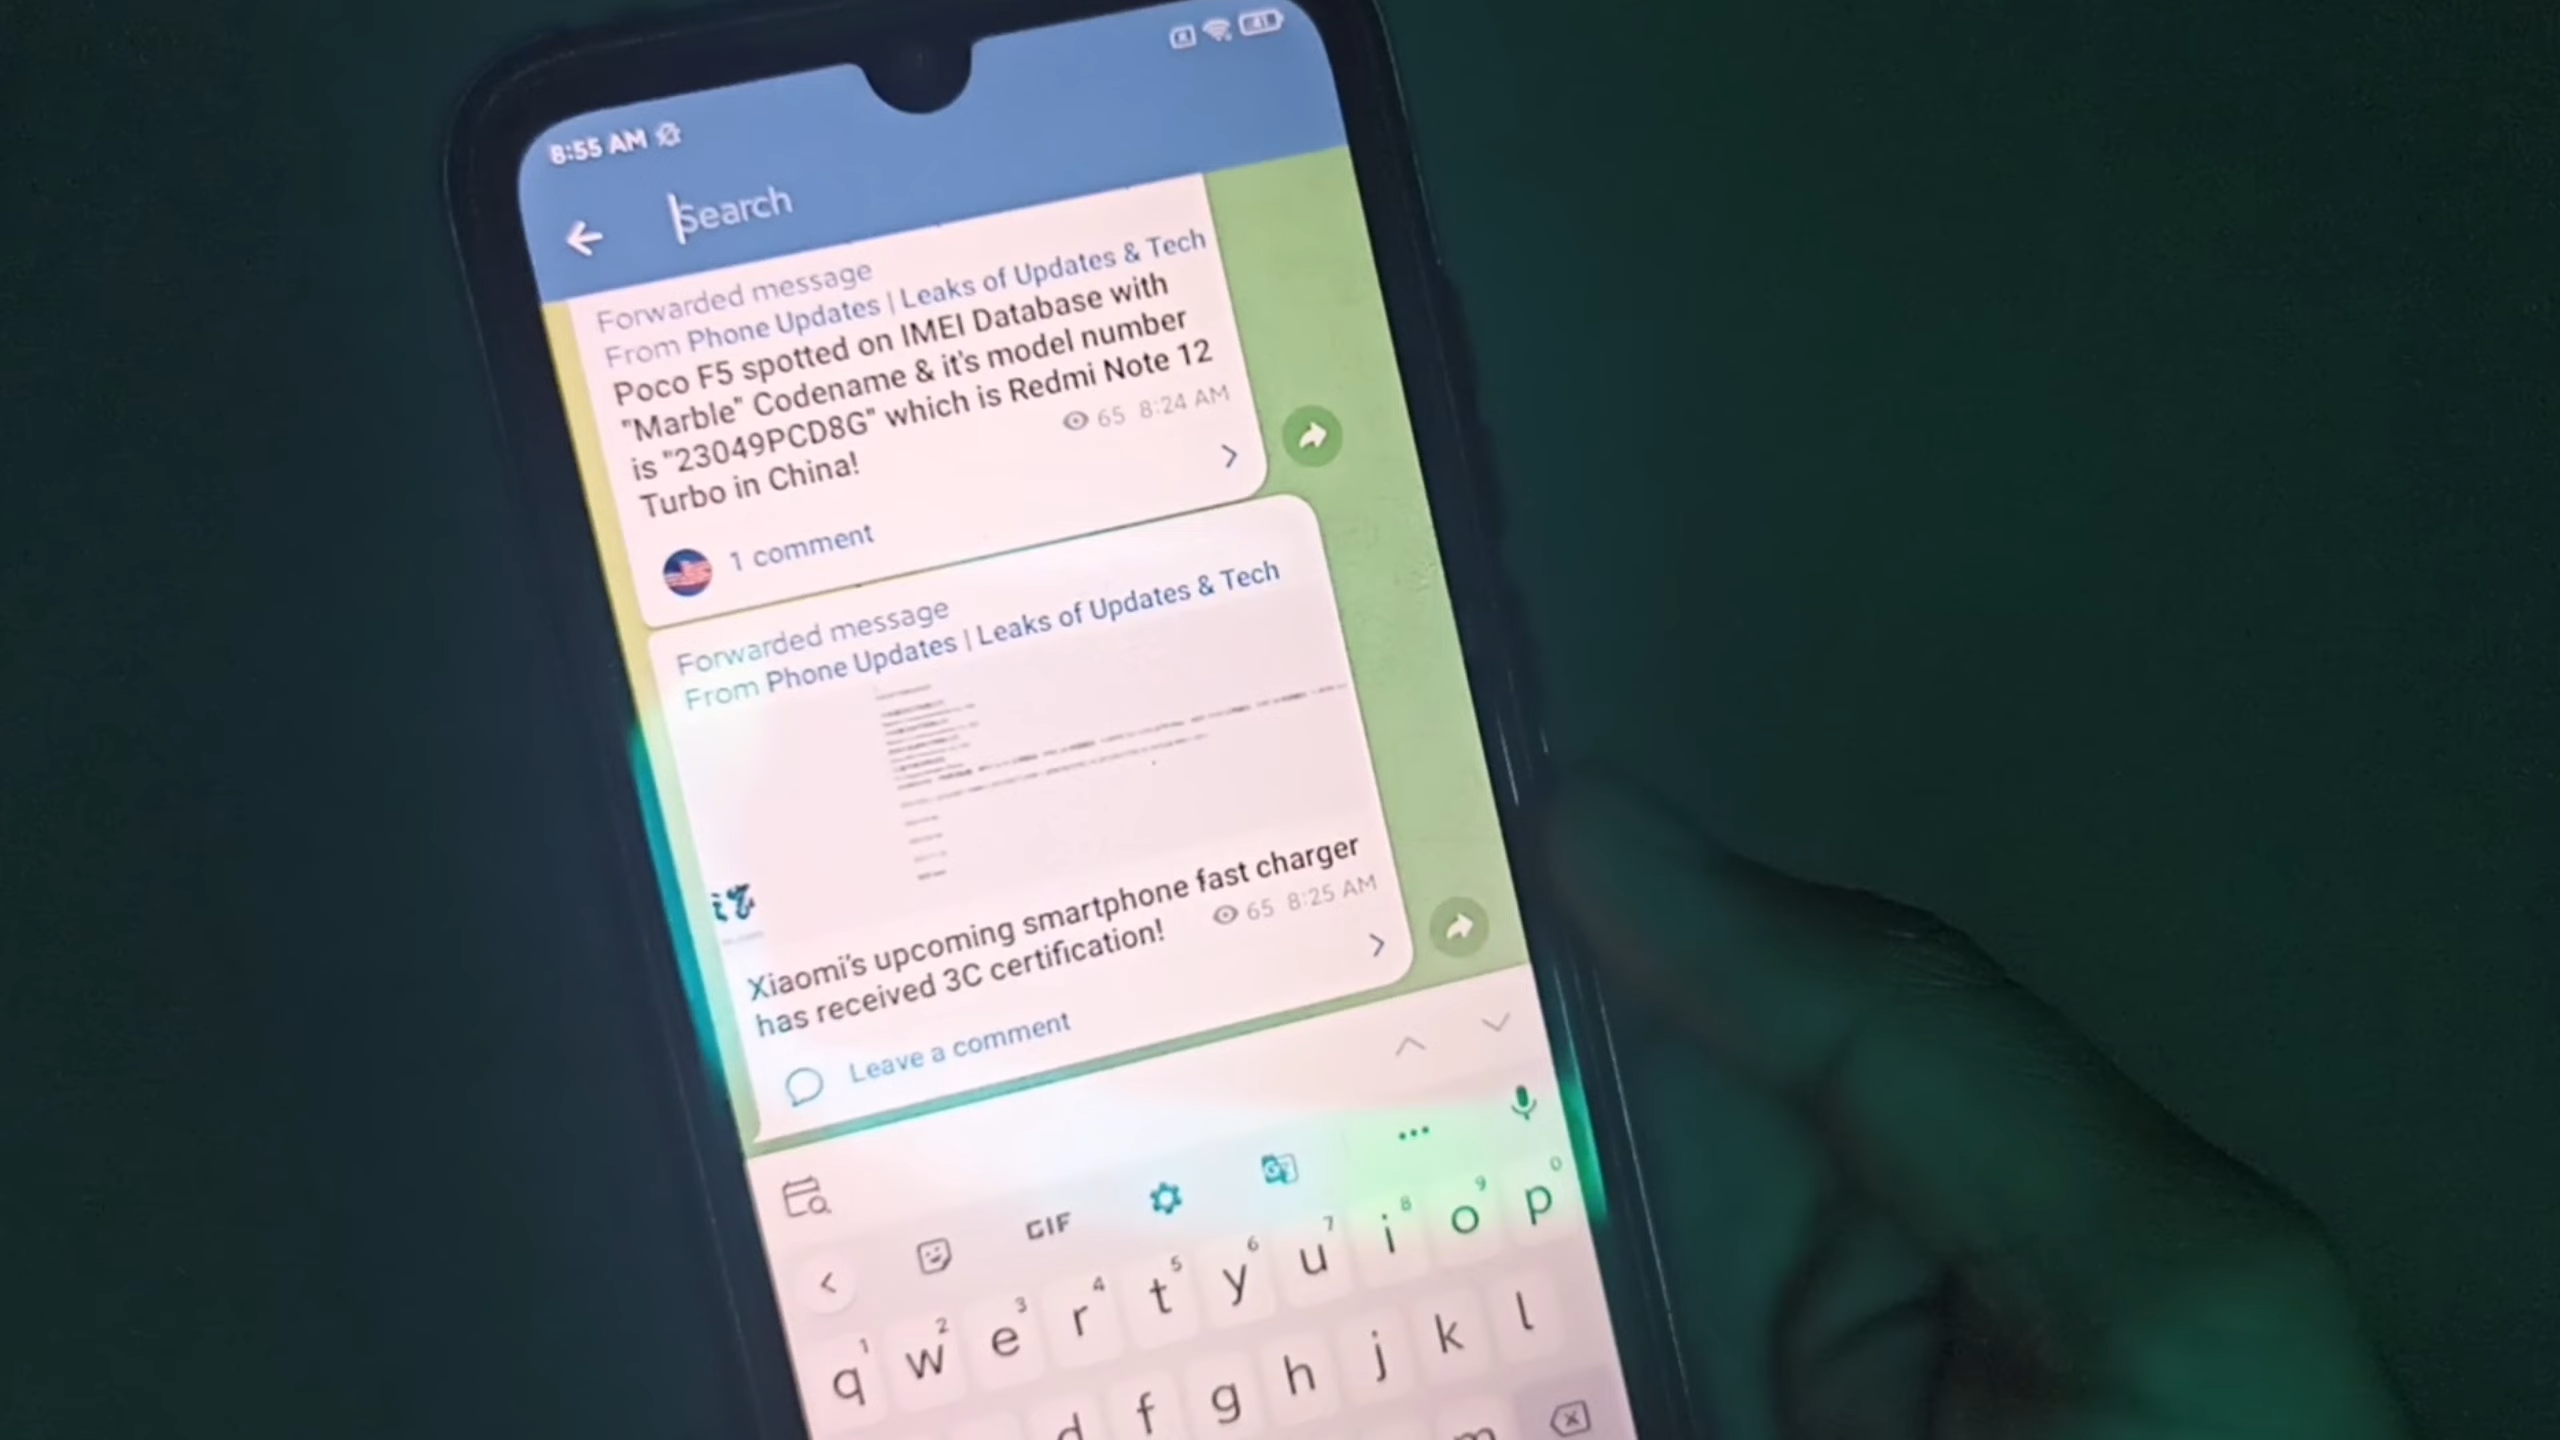 8:55 AM
Search
Forwarded message
From Phone Updates | Leaks of Updates & Tech
Poco F5 spotted on IMEI Database with
"Marble" Codename & it's model number
is "23049PCD8G" which is Redmi Note 12
Turbo in China!
65 8:24 AM
1 comment
Forwarded message
From Phone Updates | Leaks of Updates & Tech
Xiaomi's upcoming smartphone fast charger
has received 3C certification!
65 8:25 AM
Leave a comment
GIF
1 2 3 4 5 6 7 8 9 0
q w e r t y u i o p
d f g h j k l
m